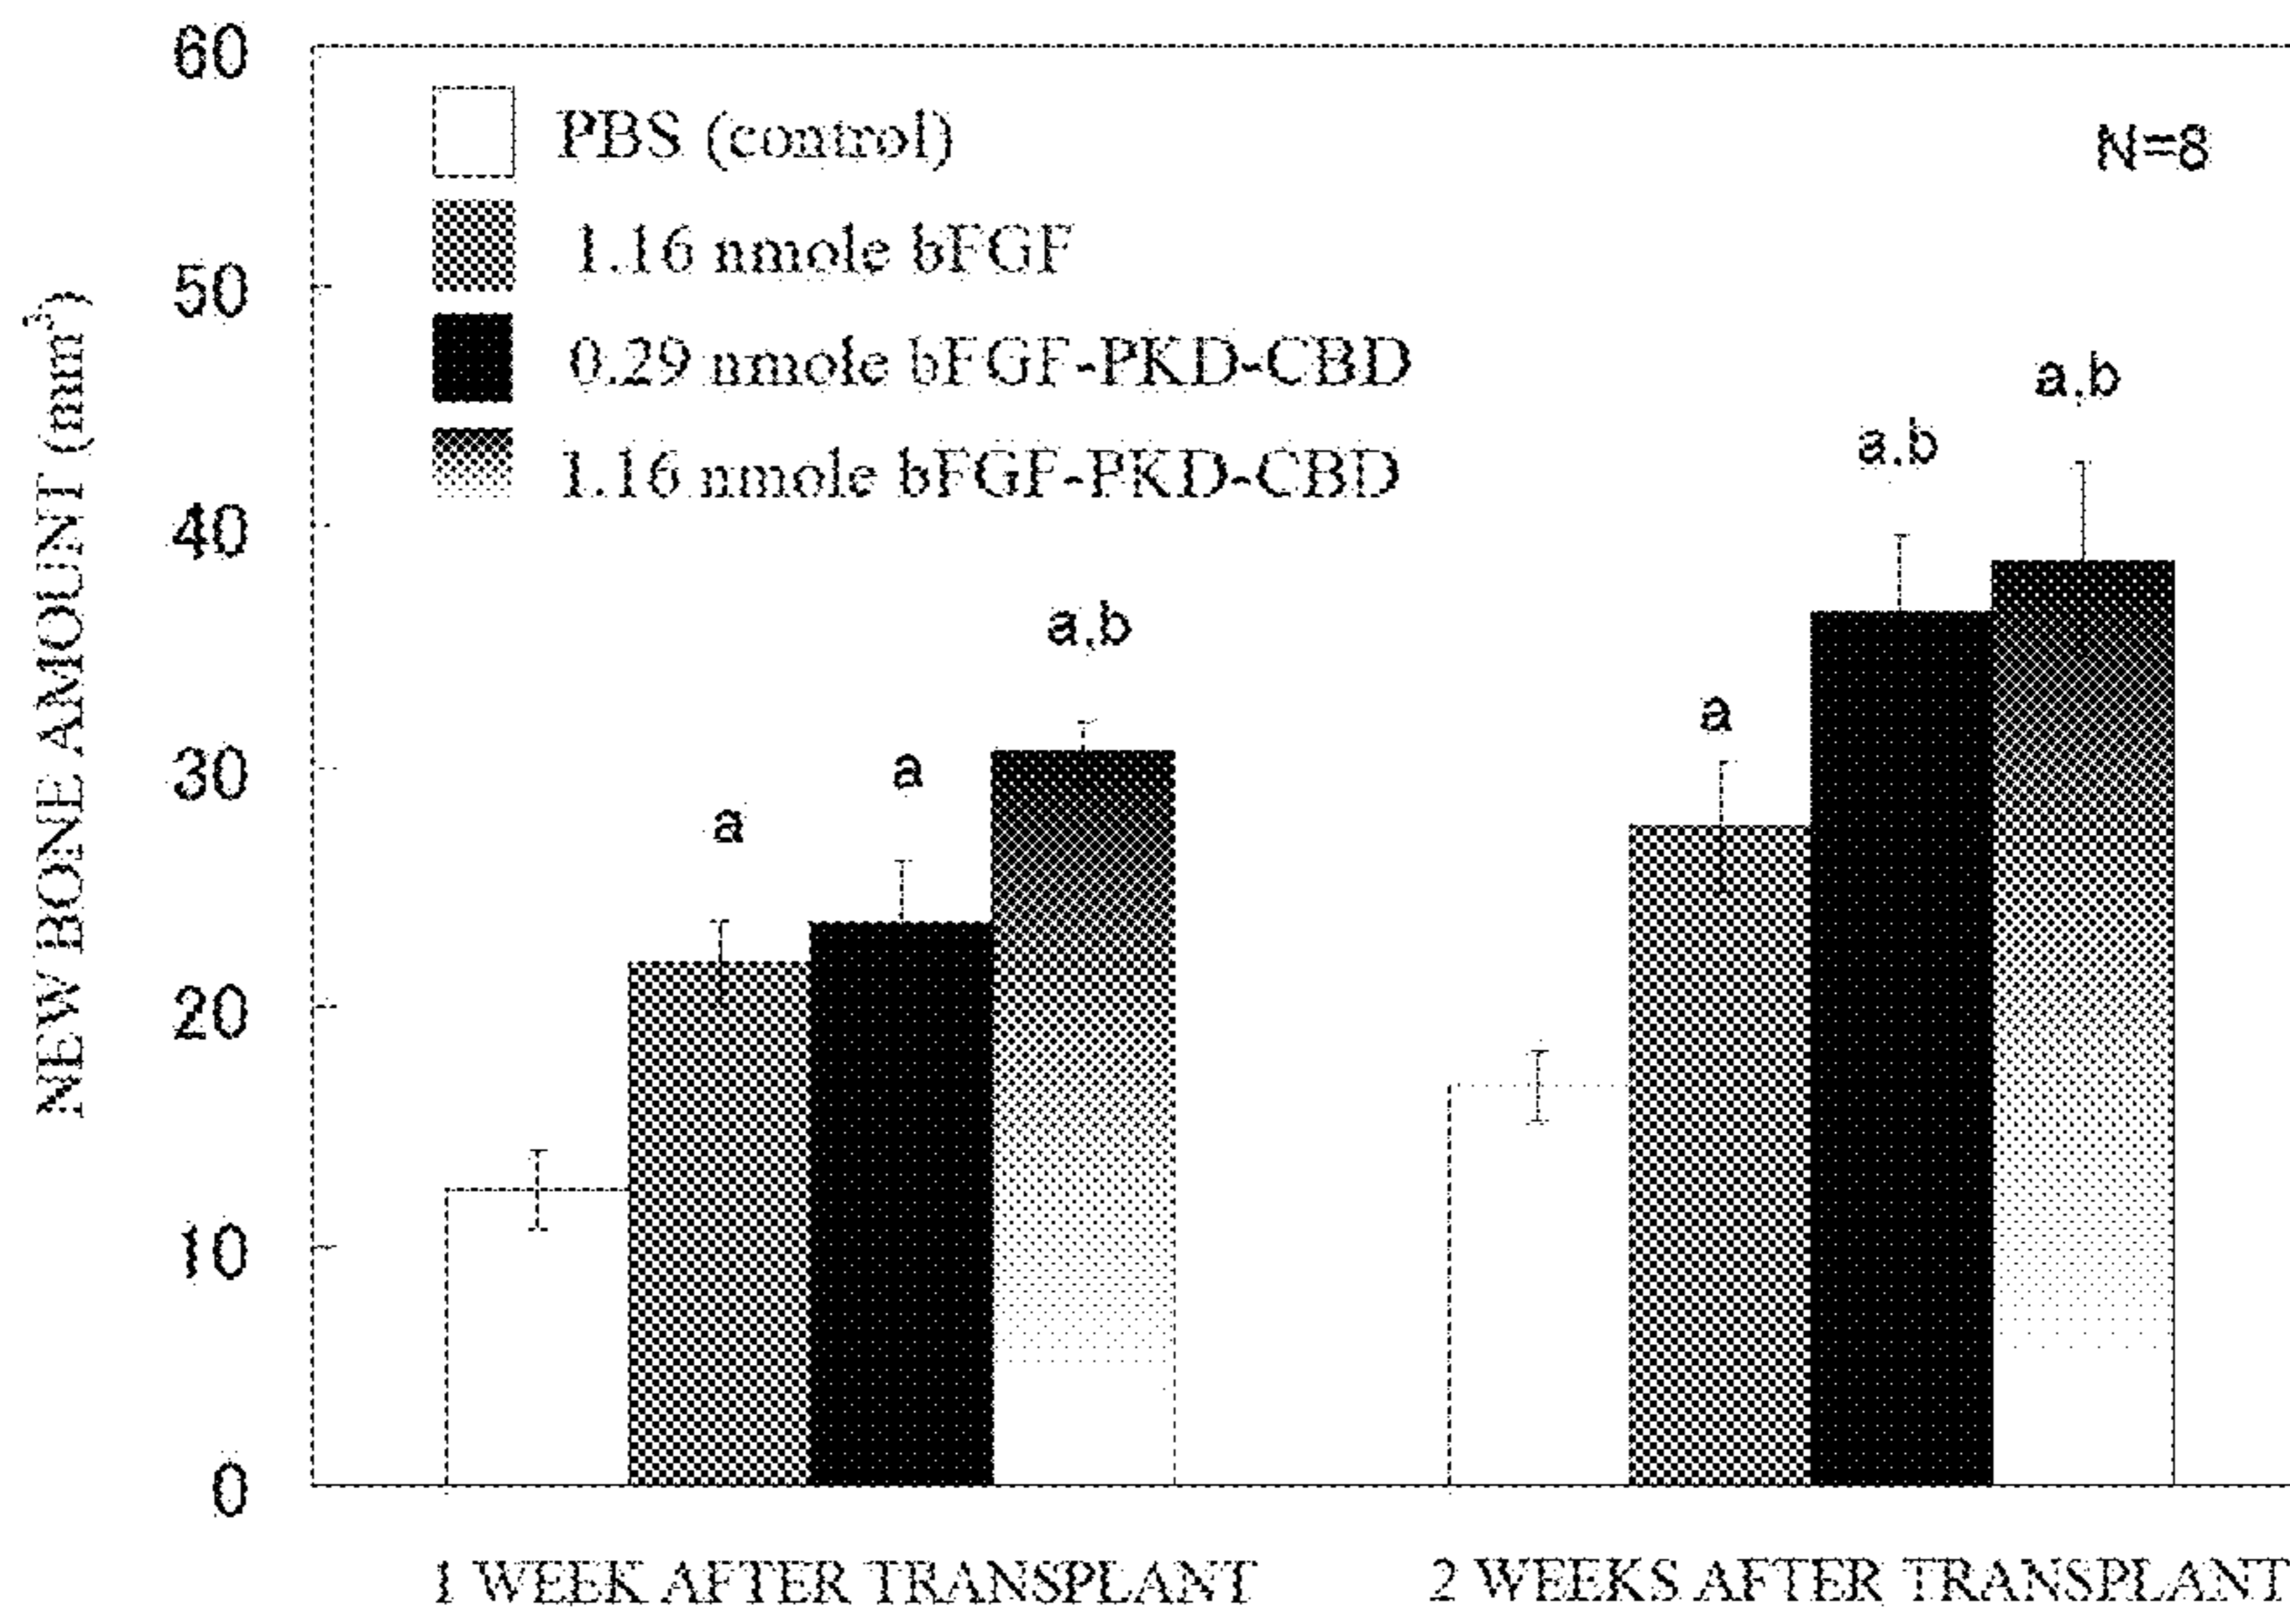 NEW BONE AMOUNT (mm³)
60
50
40
30
20
10
0
PBS (control)
1.16 nmole bFGF
0.29 nmole bFGF-PKD-CBD
1.16 nmole bFGF-PKD-CBD
N=8
a
a
a,b
a
a,b
a,b
1 WEEK AFTER TRANSPLANT
2 WEEKS AFTER TRANSPLANT